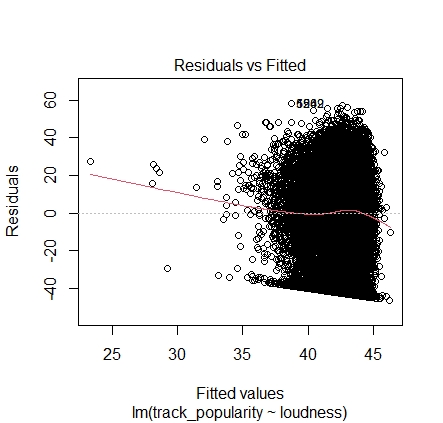 Residuals vs Fitted
Residuals
60
40
20
0
-20
-40
25
30
35
40
45
Fitted values
lm(track_popularity ~ loudness)